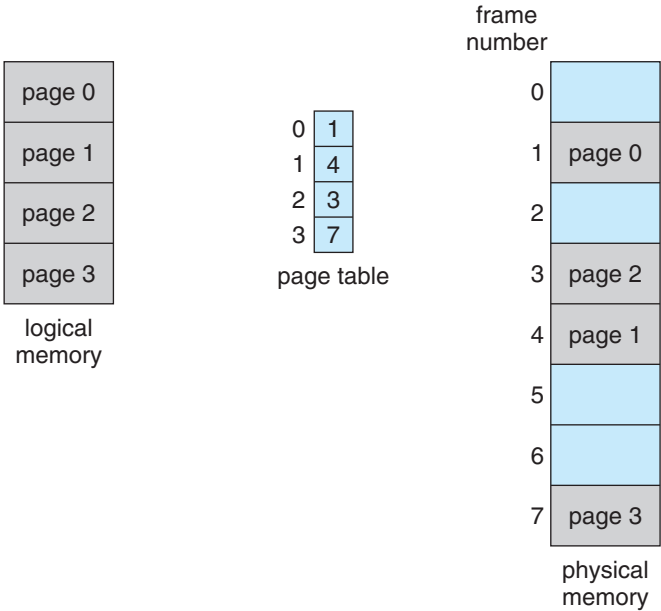 page 0
page 1
page 2
page 3
logical
memory
0 1
1 4
2 3
3 7
page table
frame
number
0
1 page 0
2
3 page 2
4 page 1
5
6
7 page 3
physical
memory